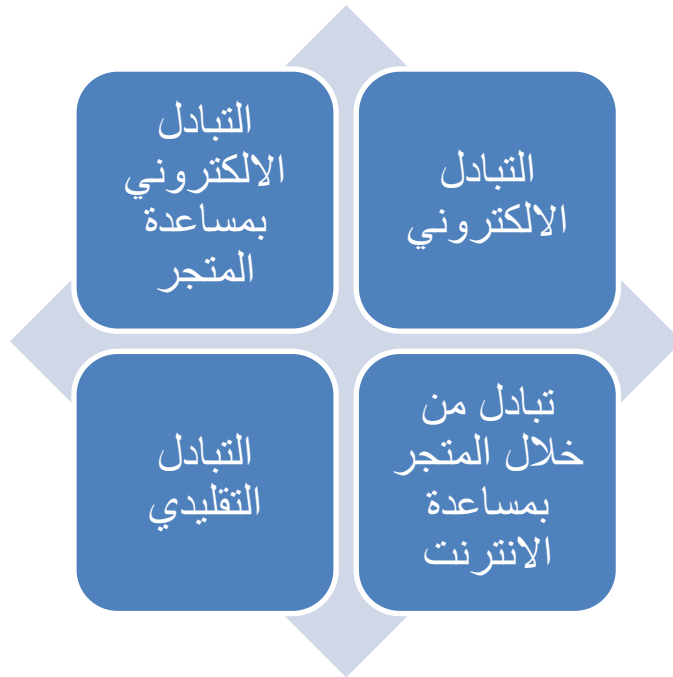 التبادل
الالكتروني
التبادل
الالكتروني
بمساعدة
المتجر
تبادل من
خلال المتجر
بمساعدة
الانترنت
التبادل
التقليدي